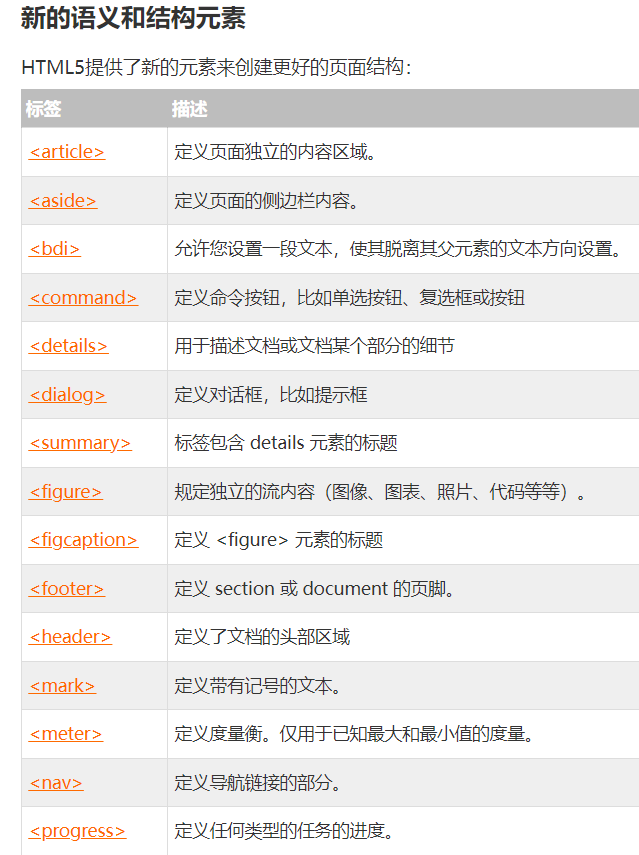 新的语义和结构元素
HTML5提供了新的元素来创建更好的页面结构：
标签 描述
<article> 定义页面独立的内容区域。
<aside> 定义页面的侧边栏内容。
<bdi> 允许您设置一段文本，使其脱离其父元素的文本方向设置。
<command> 定义命令按钮，比如单选按钮、复选框或按钮
<details> 用于描述文档或文档某个部分的细节
<dialog> 定义对话框，比如提示框
<summary> 标签包含 details 元素的标题
<figure> 规定独立的流内容（图像、图表、照片、代码等等）。
<figcaption> 定义 <figure> 元素的标题
<footer> 定义 section 或 document 的页脚。
<header> 定义了文档的头部区域
<mark> 定义带有记号的文本。
<meter> 定义度量衡。仅用于已知最大和最小值的度量。
<nav> 定义导航链接的部分。
<progress> 定义任何类型的任务的进度。